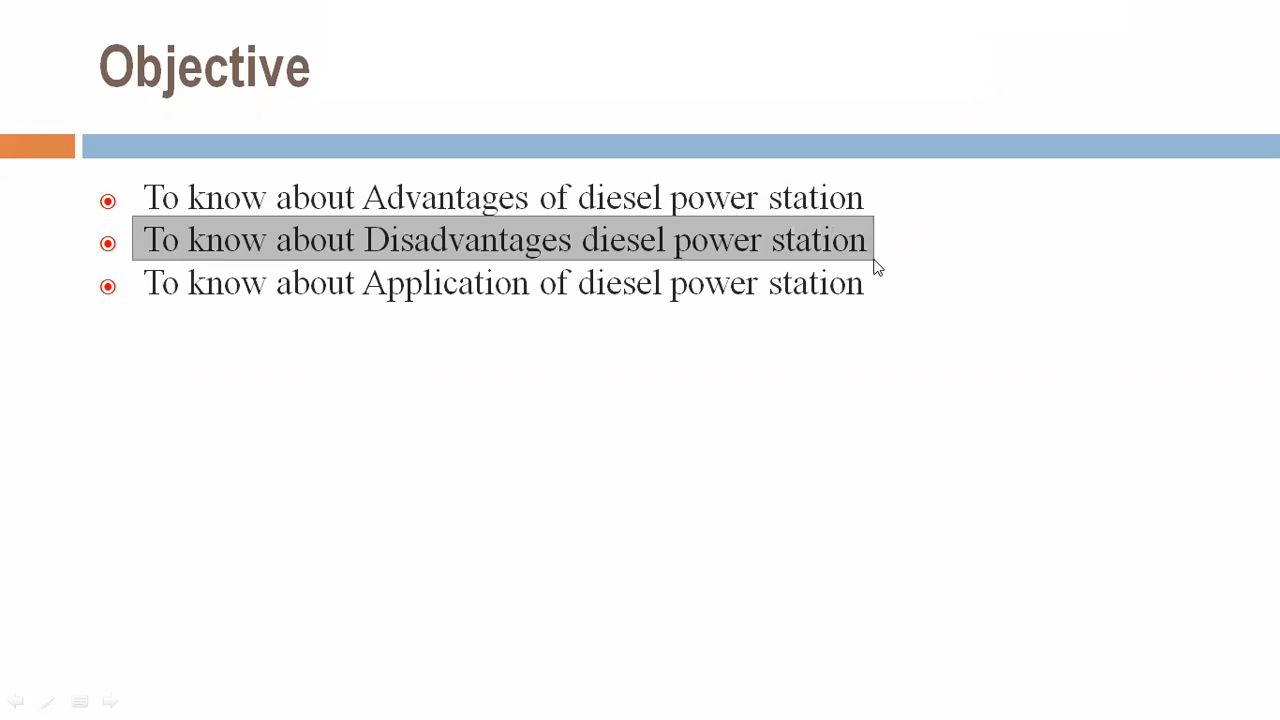 Objective
To know about Advantages of diesel power station
To know about Disadvantages diesel power station
To know about Application of diesel power station